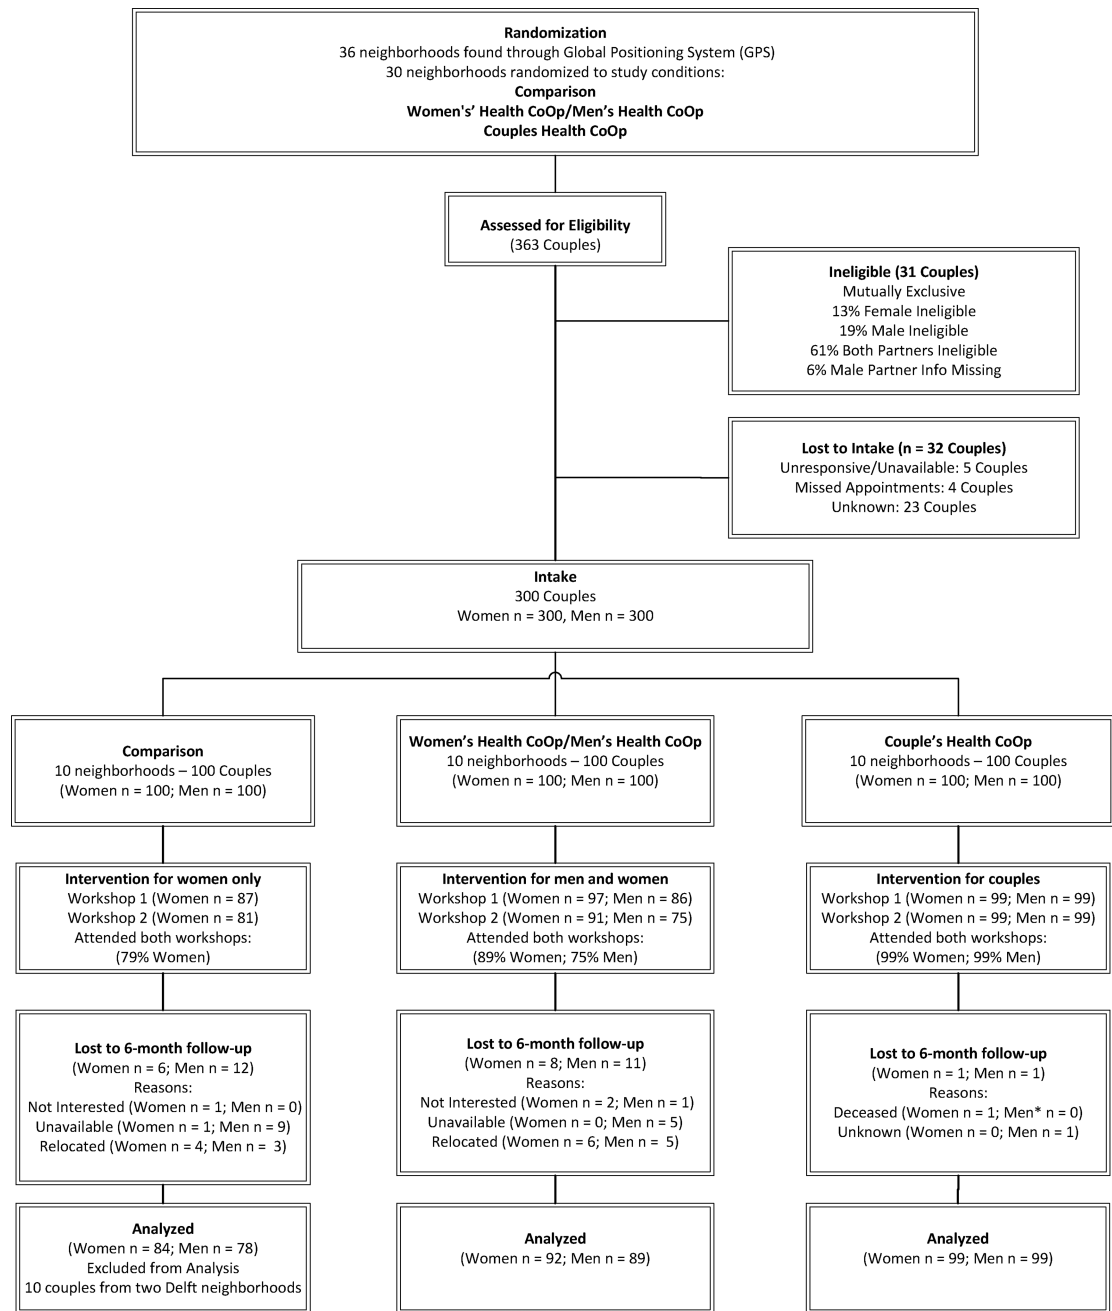 Randomization
36 neighborhoods found through Global Positioning System (GPS)
30 neighborhoods randomized to study conditions:
Comparison
Women's' Health CoOp/Men's Health CoOp
Couples Health CoOp
Assessed for Eligibility
(363 Couples)
Ineligible (31 Couples)
Mutually Exclusive
13% Female Ineligible
19% Male Ineligible
61% Both Partners Ineligible
6% Male Partner Info Missing
Lost to Intake (n = 32 Couples)
Unresponsive/Unavailable: 5 Couples
Missed Appointments: 4 Couples
Unknown: 23 Couples
Intake
300 Couples
Women n = 300, Men n = 300
Comparison
10 neighborhoods – 100 Couples
(Women n = 100; Men n = 100)
Women's Health CoOp/Men's Health CoOp
10 neighborhoods – 100 Couples
(Women n = 100; Men n = 100)
Couple's Health CoOp
10 neighborhoods – 100 Couples
(Women n = 100; Men n = 100)
Intervention for women only
Workshop 1 (Women n = 87)
Workshop 2 (Women n = 81)
Attended both workshops:
(79% Women)
Intervention for men and women
Workshop 1 (Women n = 97; Men n = 86)
Workshop 2 (Women n = 91; Men n = 75)
Attended both workshops:
(89% Women; 75% Men)
Intervention for couples
Workshop 1 (Women n = 99; Men n = 99)
Workshop 2 (Women n = 99; Men n = 99)
Attended both workshops:
(99% Women; 99% Men)
Lost to 6-month follow-up
(Women n = 6; Men n = 12)
Reasons:
Not Interested (Women n = 1; Men n = 0)
Unavailable (Women n = 1; Men n = 9)
Relocated (Women n = 4; Men n = 3)
Lost to 6-month follow-up
(Women n = 8; Men n = 11)
Reasons:
Not Interested (Women n = 2; Men n = 1)
Unavailable (Women n = 0; Men n = 5)
Relocated (Women n = 6; Men n = 5)
Lost to 6-month follow-up
(Women n = 1; Men n = 1)
Reasons:
Deceased (Women n = 1; Men* n = 0)
Unknown (Women n = 0; Men n = 1)
Analyzed
(Women n = 84; Men n = 78)
Excluded from Analysis
10 couples from two Delft neighborhoods
Analyzed
(Women n = 92; Men n = 89)
Analyzed
(Women n = 99; Men n = 99)